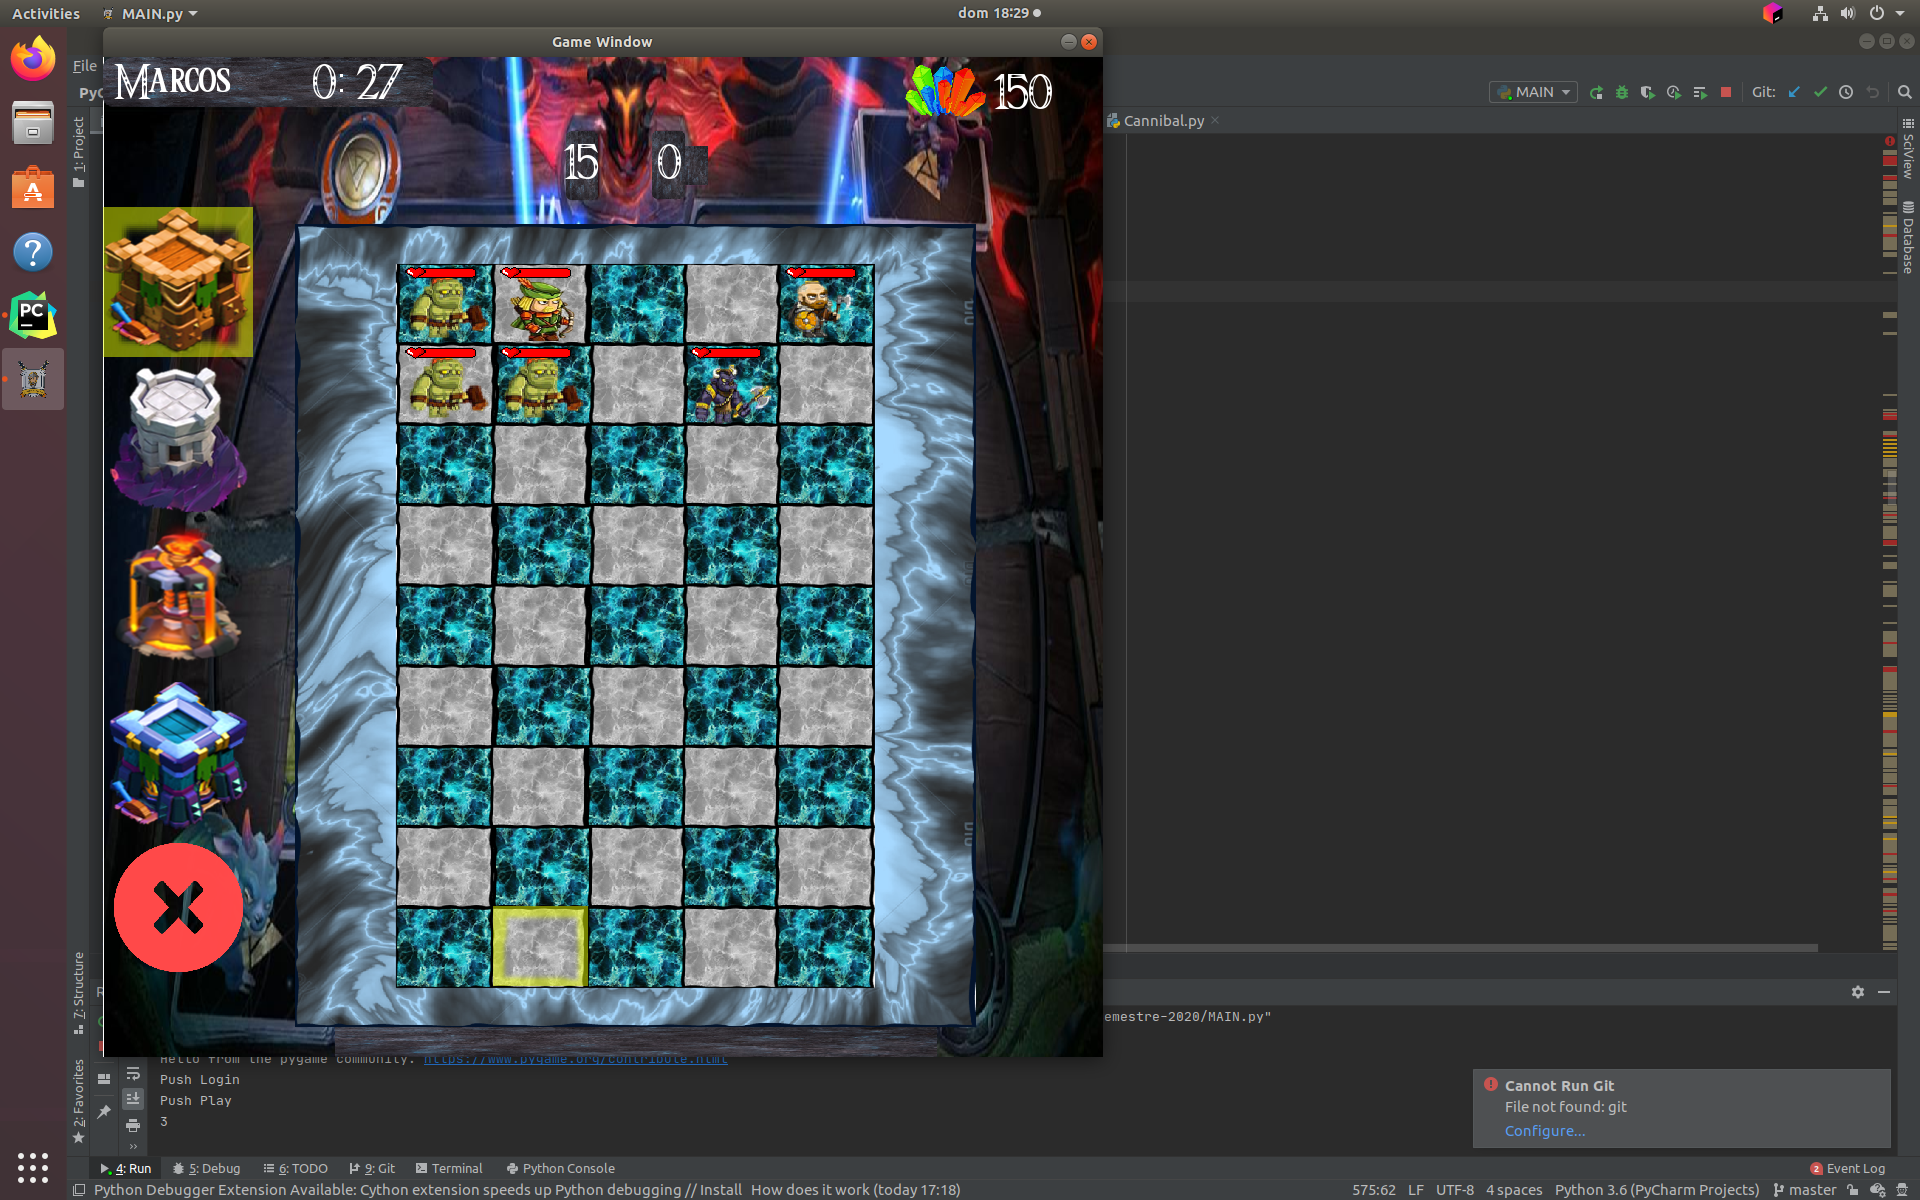 Activities
MAIN.py
dom 18:29
Game Window
File
PyC
MARCOS
0: 27
150
15
0
MAIN
Git:
1: Project
Cannibal.py
SciView
Database
7: Structure
2: Favorites
emestre-2020/MAIN.py"
Hello from the pygame community. https://www.pygame.org/contribute.html
Push Login
Push Play
3
Cannot Run Git
File not found: git
Configure...
4: Run
5: Debug
6: TODO
9: Git
Terminal
Python Console
2 Event Log
Python Debugger Extension Available: Cython extension speeds up Python debugging // Install How does it work (today 17:18)
575:62 LF UTF-8 4 spaces Python 3.6 (PyCharm Projects) master